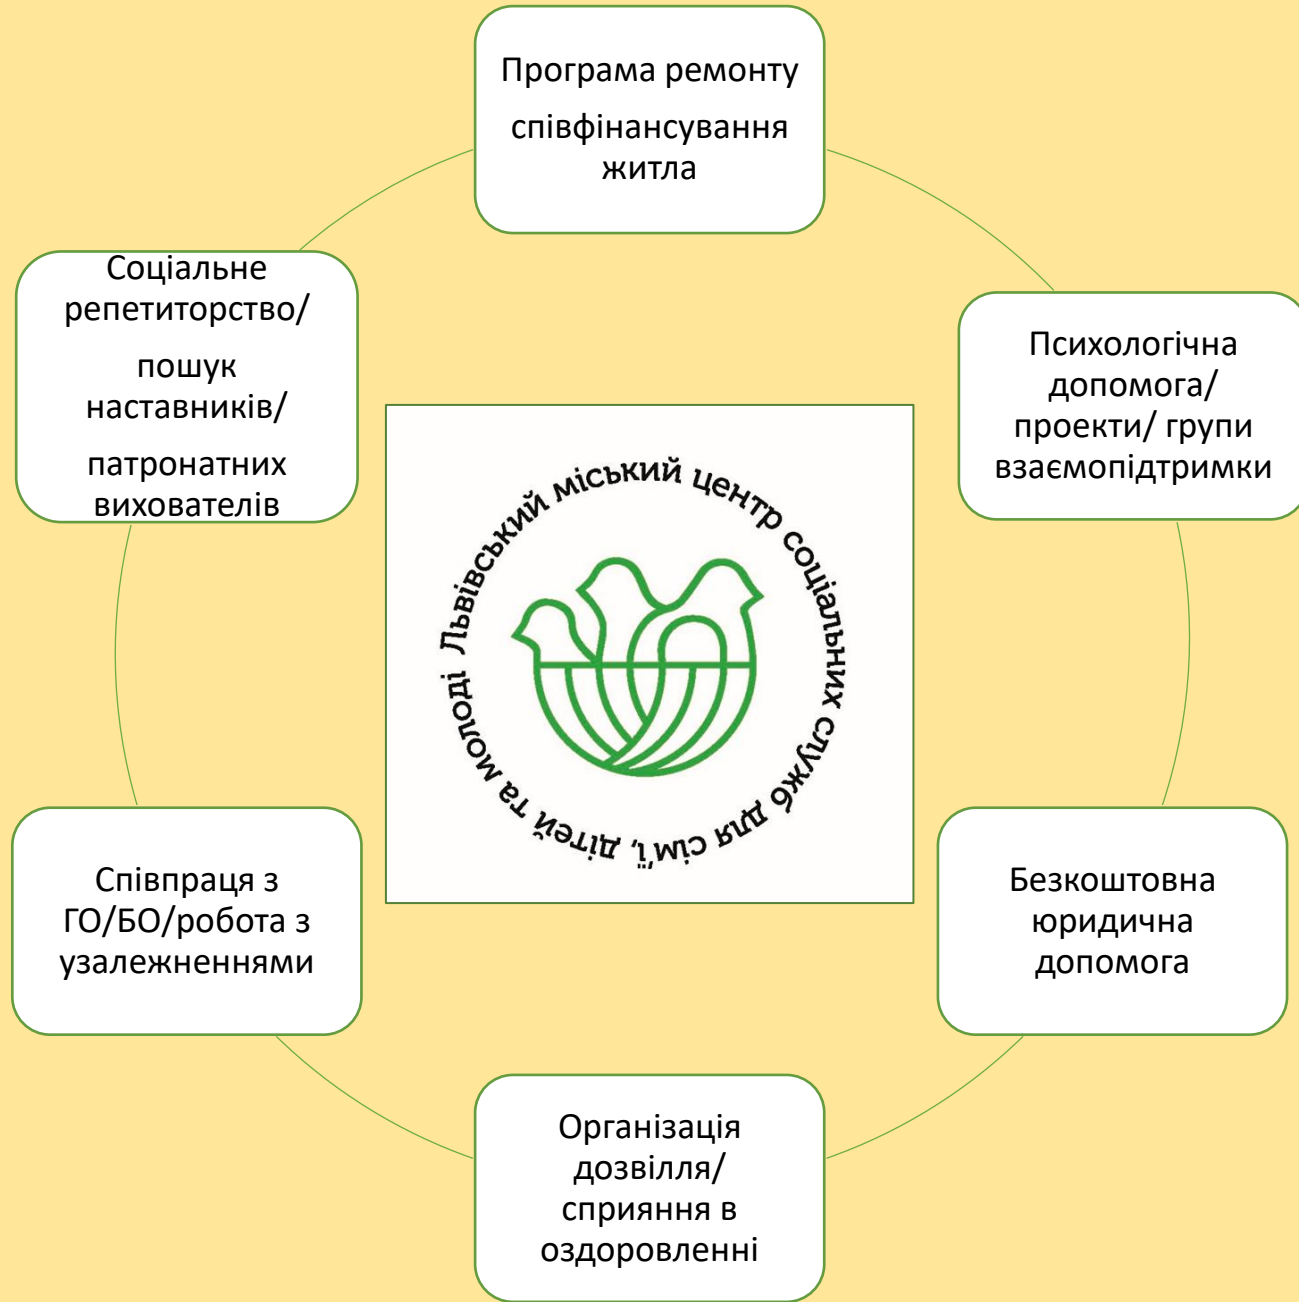 Програма ремонту
співфінансування
житла
Психологічна
допомога/
проекти/ групи
взаємопідтримки
Безкоштовна
юридична
допомога
Організація
дозвілля/
сприяння в
оздоровленні
Співпраця з
ГО/БО/робота з
узалежненнями
Соціальне
репетиторство/
пошук
наставників/
патронатних
вихователів
Львівський міський центр соціальних служб для сім'ї, дітей та молоді